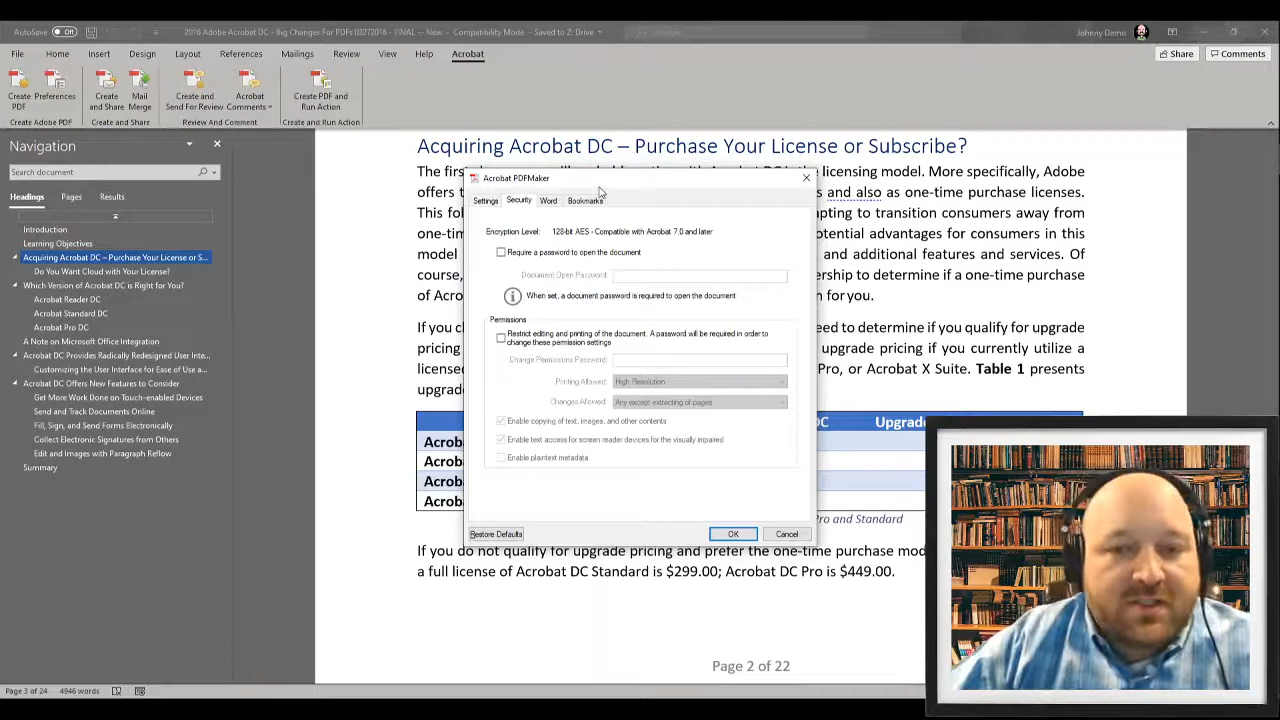 AutoSave Off
2016 Adobe Acrobat DC - Big Changes For PDFs 03272016 - FINAL -- New - Compatibility Mode - Saved to Z: Drive
Johnny Demo
File Home Insert Design Layout References Mailings Review View Help Acrobat
Share Comments
Create PDF
Preferences
Create and Share
Mail Merge
Create and Send For Review
Acrobat Comments
Create PDF and Run Action
Create Adobe PDF
Create and Share
Review And Comment
Create and Run Action
Navigation
Search document
Headings Pages Results
Introduction
Learning Objectives
Acquiring Acrobat DC – Purchase Your License or S...
Do You Want Cloud with Your License?
Which Version of Acrobat DC is Right for You?
Acrobat Reader DC
Acrobat Standard DC
Acrobat Pro DC
A Note on Microsoft Office Integration
Acrobat DC Provides Radically Redesigned User Inte...
Customizing the User Interface for Ease of Use a...
Acrobat DC Offers New Features to Consider
Get More Work Done on Touch-enabled Devices
Send and Track Documents Online
Fill, Sign, and Send Forms Electronically
Collect Electronic Signatures from Others
Edit and Images with Paragraph Reflow
Summary
Acquiring Acrobat DC – Purchase Your License or Subscribe?
The first
licensing model. More specifically, Adobe
offers
and also as one-time purchase licenses.
This
pting to transition consumers away from
one-tim
potential advantages for consumers in this
model
and additional features and services. Of
course,
ership to determine if a one-time purchase
of Acro
n for you.
If you
need to determine if you qualify for upgrade
pricing
upgrade pricing if you currently utilize a
license
Pro, or Acrobat X Suite. Table 1 presents
upgrad
DC Upgrade
Acroba
Acroba
Acroba
Acroba
Pro and Standard
If you do not qualify for upgrade pricing and prefer the one-time purchase mod
a full license of Acrobat DC Standard is $299.00; Acrobat DC Pro is $449.00.
Page 2 of 22
Acrobat PDFMaker
Settings Security Word Bookmarks
Encryption Level: 128-bit AES - Compatible with Acrobat 7.0 and later
Require a password to open the document
Document Open Password:
When set, a document password is required to open the document
Permissions
Restrict editing and printing of the document. A password will be required in order to
change these permission settings
Change Permissions Password:
Printing Allowed: High Resolution
Changes Allowed: Any except extracting of pages
Enable copying of text, images, and other contents
Enable text access for screen reader devices for the visually impaired
Enable plaintext metadata
Restore Defaults OK Cancel
Page 3 of 24 4946 words